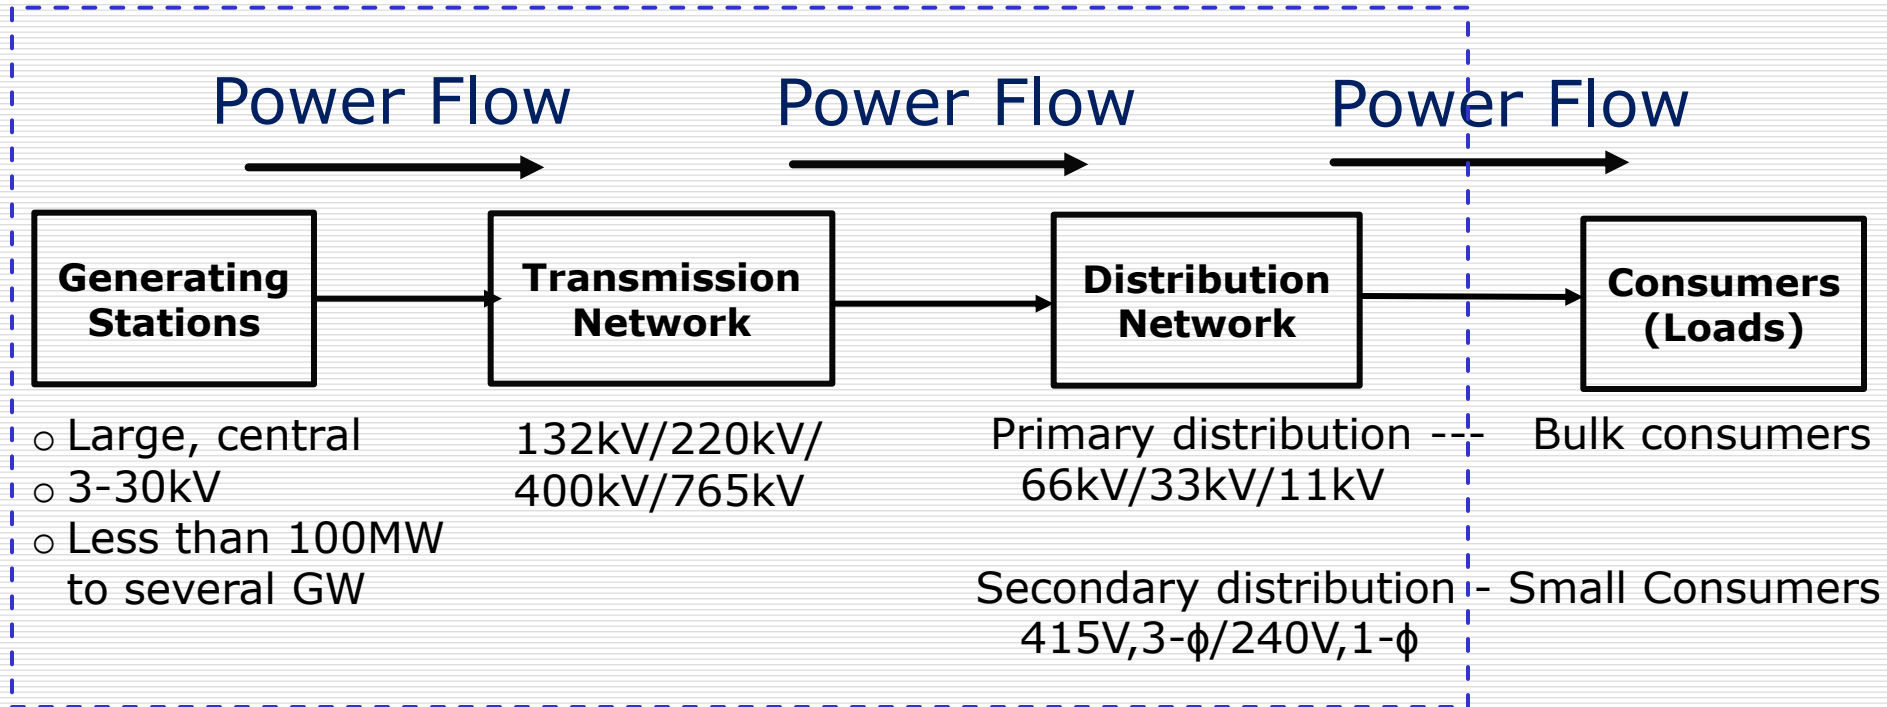 Power Flow
Power Flow
Power Flow
Generating
Stations
Transmission
Network
Distribution
Network
Consumers
(Loads)
○ Large, central
○ 3-30kV
○ Less than 100MW
to several GW
132kV/220kV/
400kV/765kV
Primary distribution --- Bulk consumers
66kV/33kV/11kV
Secondary distribution - Small Consumers
415V,3-ϕ/240V,1-ϕ